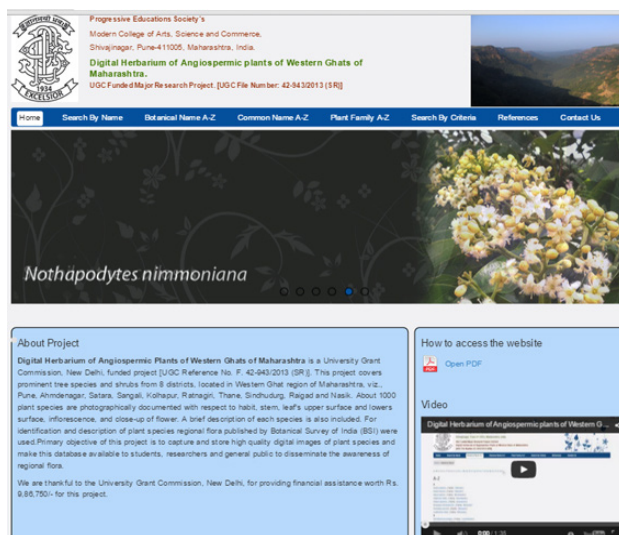 Progressive Educations Society's
Modern College of Arts, Science and Commerce,
Shivajinagar, Pune-411005, Maharashtra, India.
Digital Herbarium of Angiospermic plants of Western Ghats of
Maharashtra.
UGC Funded Major Research Project. [UGC File Number: 42-943/2013 (SR)]
1934
EXCELSIOR
Home Search By Name Botanical Name A-Z Common Name A-Z Plant Family A-Z Search By Criteria References Contact Us
Nothapodytes nimmoniana
About Project
Digital Herbarium of Angiospermic Plants of Western Ghats of Maharashtra is a University Grant
Commission, New Delhi, funded project [UGC Reference No. F. 42-943/2013 (SR)]. This project covers
prominent tree species and shrubs from 8 districts, located in Western Ghat region of Maharashtra, viz.,
Pune, Ahmdenagar, Satara, Sangali, Kolhapur, Ratnagiri, Thane, Sindhudurg, Raigad and Nasik. About 1000
plant species are photographically documented with respect to habit, stem, leaf's upper surface and lowers
surface, inflorescence, and close-up of flower. A brief description of each species is also included. For
identification and description of plant species regional flora published by Botanical Survey of India (BSI) were
used.Primary objective of this project is to capture and store high quality digital images of plant species and
make this database available to students, researchers and general public to disseminate the awareness of
regional flora.
We are thankful to the University Grant Commission, New Delhi, for providing financial assistance worth Rs.
9,86,750/- for this project.
How to access the website
PDF
Open PDF
Video
Digital Herbarium of Angiospermic plants of Western G...
A-Z
0:00 / 1:35
YouTube